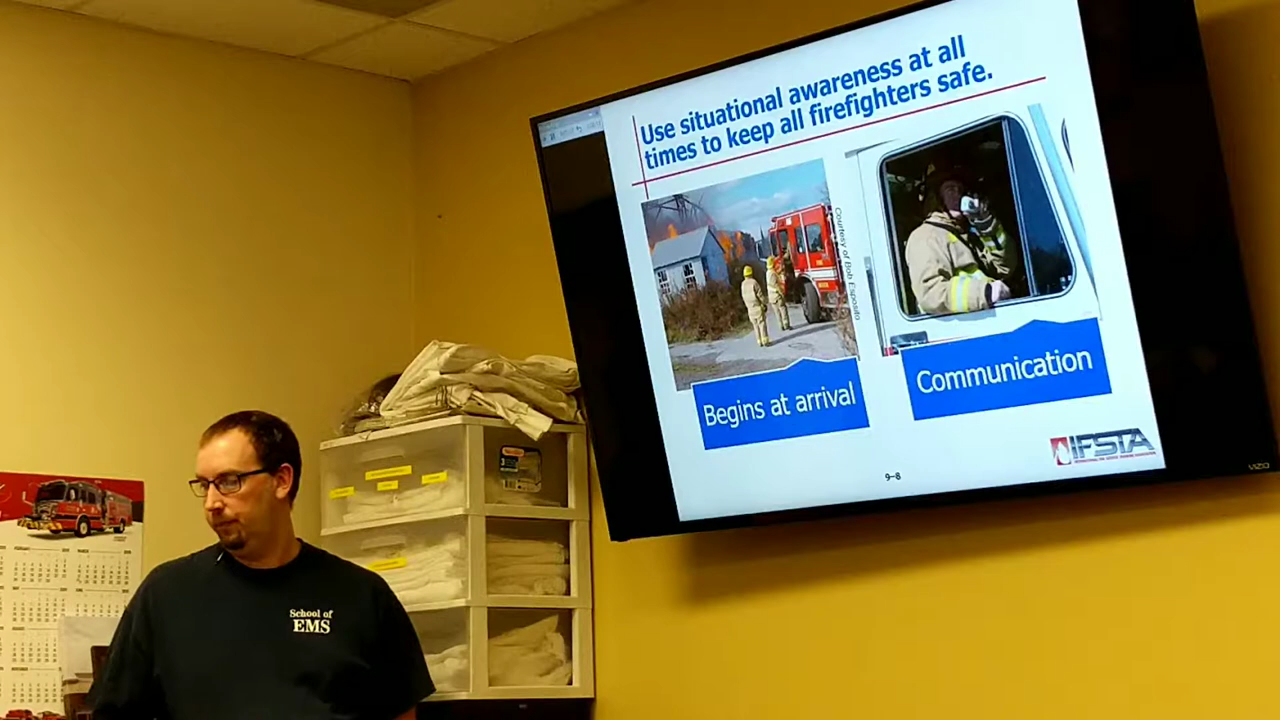 Use situational awareness at all
times to keep all firefighters safe.
Courtesy of Bob Esposito
Begins at arrival
Communication
IFSTA
9-8
VIZIO
School of
EMS